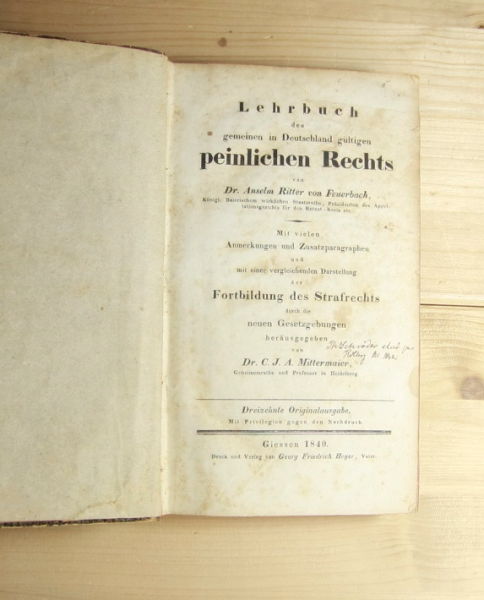 Lehrbuch
des
gemeinen in Deutschland gültigen
peinlichen Rechts
von
Dr. Anselm Ritter von Feuerbach,
Königl. Baierischem wirklichen Staatsrathe, Präsidenten des Appel-
lationsgerichts für den Rezat-Kreis etc.
Mit vielen
Anmerkungen und Zusatzparagraphen
und
mit einer vergleichenden Darstellung
der
Fortbildung des Strafrechts
durch die
neuen Gesetzgebungen
herausgegeben
von
Dr. C. J. A. Mittermaier,
Geheimenrathe und Professor in Heidelberg.
Dreizehnte Originalausgabe.
Mit Privilegien gegen den Nachdruck.
Giessen 1840.
Druck und Verlag von Georg Friedrich Heyer, Vater.